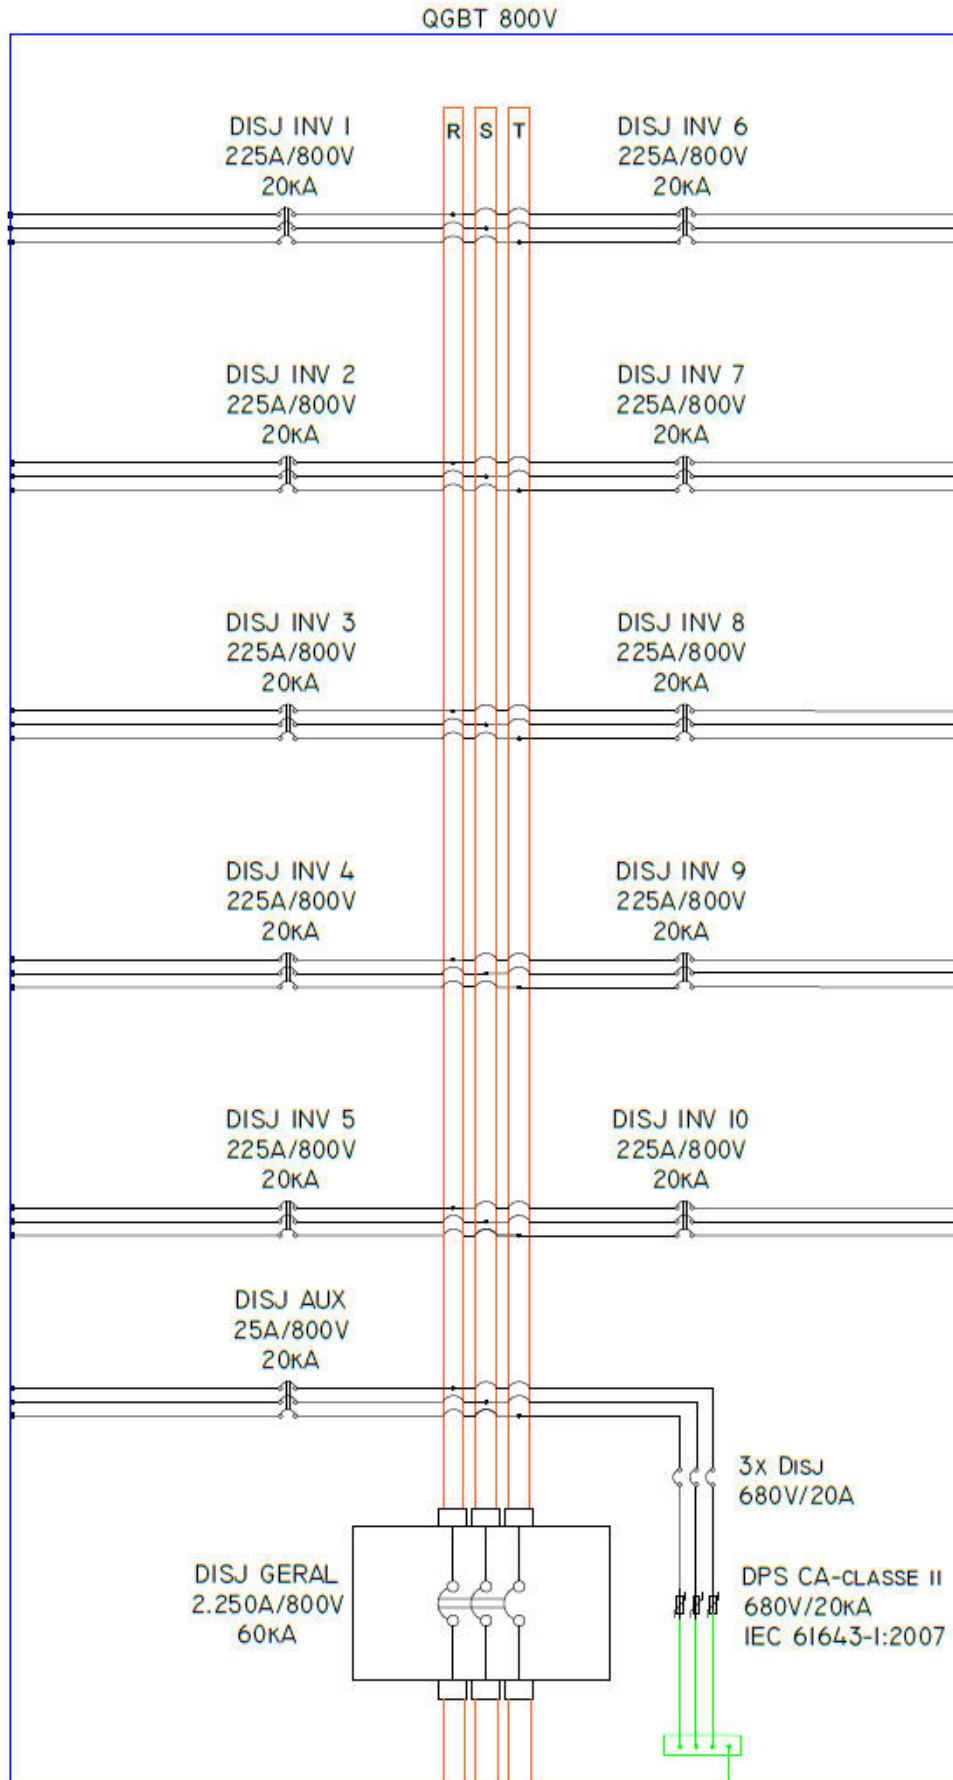 QGBT 800V
R S T
DISJ INV 1
225A/800V
20KA
DISJ INV 6
225A/800V
20KA
DISJ INV 2
225A/800V
20KA
DISJ INV 7
225A/800V
20KA
DISJ INV 3
225A/800V
20KA
DISJ INV 8
225A/800V
20KA
DISJ INV 4
225A/800V
20KA
DISJ INV 9
225A/800V
20KA
DISJ INV 5
225A/800V
20KA
DISJ INV 10
225A/800V
20KA
DISJ AUX
25A/800V
20KA
3X DISJ
680V/20A
DISJ GERAL
2.250A/800V
60KA
DPS CA-CLASSE II
680V/20KA
IEC 61643-1:2007